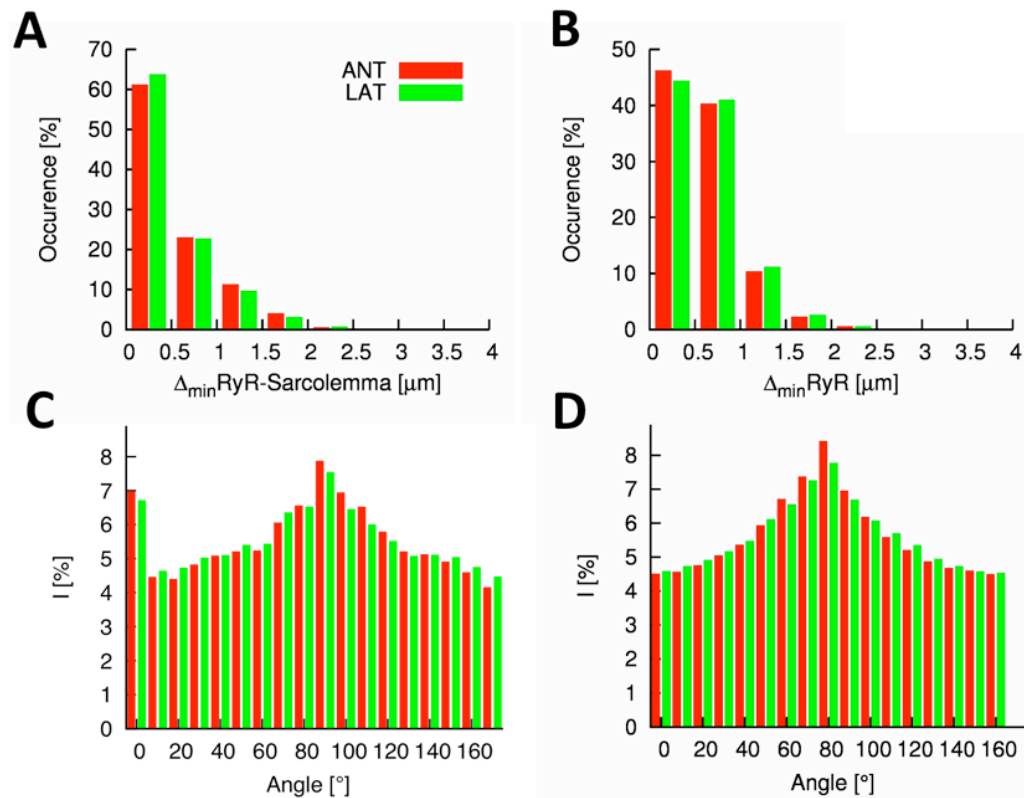 A
70
60
50
40
30
20
10
0
Occurence [%]
ANT
LAT
0 0.5 1 1.5 2 2.5 3 3.5 4
ΔminRyR-Sarcolemma [μm]
B
50
40
30
20
10
0
Occurence [%]
0 0.5 1 1.5 2 2.5 3 3.5 4
ΔminRyR [μm]
C
8
7
6
5
4
3
2
1
0
I [%]
0 20 40 60 80 100 120 140 160
Angle [°]
D
8
7
6
5
4
3
2
1
0
I [%]
0 20 40 60 80 100 120 140 160
Angle [°]